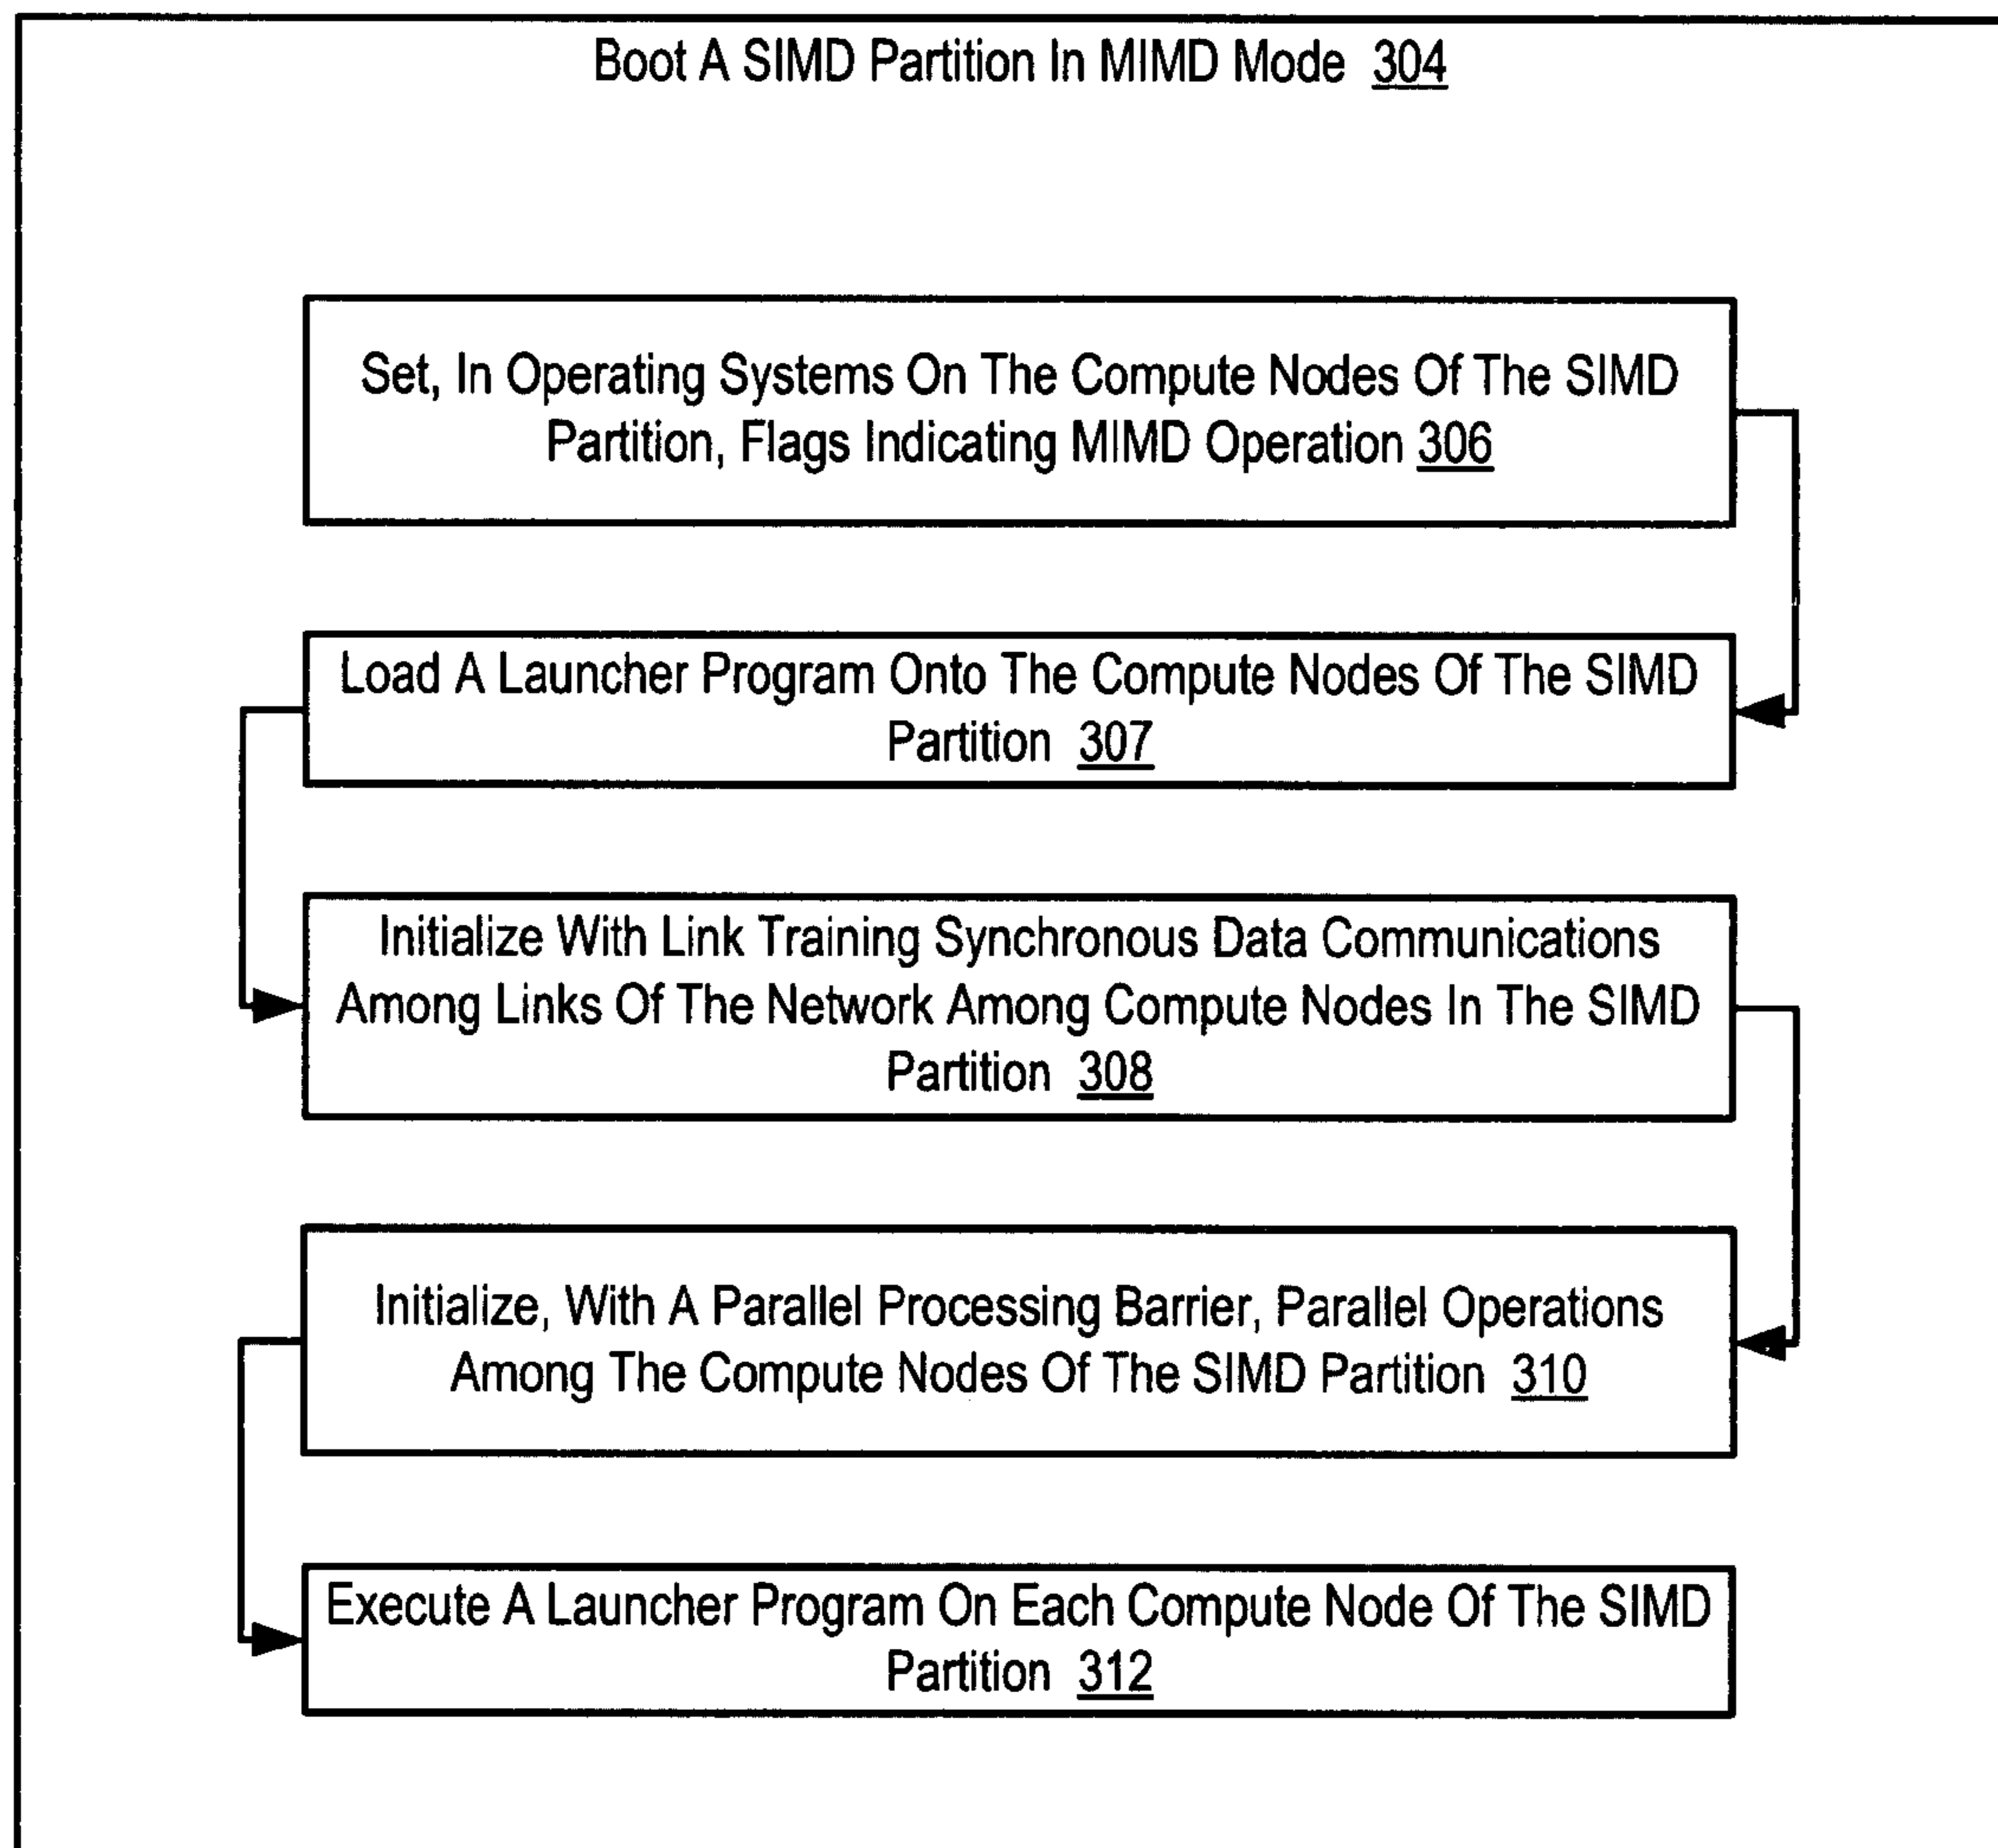 Boot A SIMD Partition In MIMD Mode 304
Set, In Operating Systems On The Compute Nodes Of The SIMD
Partition, Flags Indicating MIMD Operation 306
Load A Launcher Program Onto The Compute Nodes Of The SIMD
Partition 307
Initialize With Link Training Synchronous Data Communications
Among Links Of The Network Among Compute Nodes In The SIMD
Partition 308
Initialize, With A Parallel Processing Barrier, Parallel Operations
Among The Compute Nodes Of The SIMD Partition 310
Execute A Launcher Program On Each Compute Node Of The SIMD
Partition 312